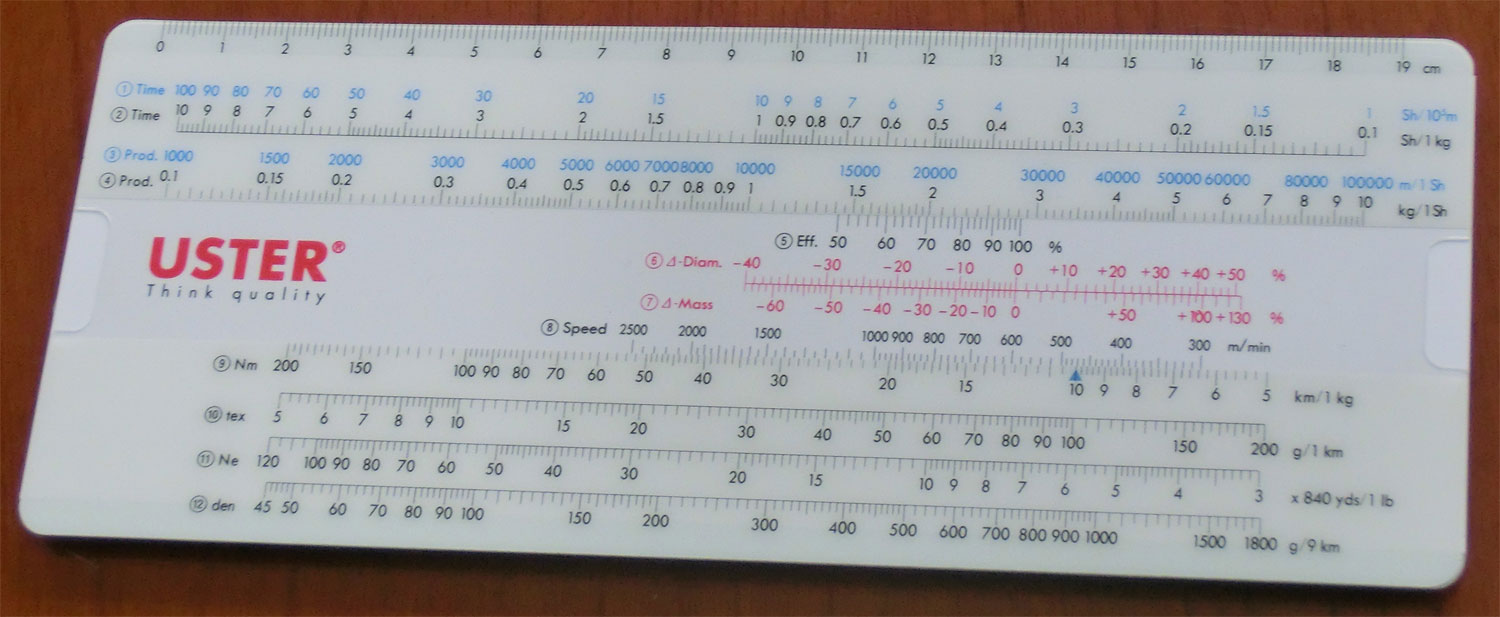 0 1 2 3 4 5 6 7 8 9 10 11 12 13 14 15 16 17 18 19 cm
① Time 100 90 80 70 60 50 40 30 20 15 10 9 8 7 6 5 4 3 2 1.5 1 Sh/10⁵m
② Time 10 9 8 7 6 5 4 3 2 1.5 1 0.9 0.8 0.7 0.6 0.5 0.4 0.3 0.2 0.15 0.1 Sh/1 kg
③ Prod. 1000 1500 2000 3000 4000 5000 6000 7000 8000 10000 15000 20000 30000 40000 50000 60000 80000 100000 m/1 Sh
④ Prod. 0.1 0.15 0.2 0.3 0.4 0.5 0.6 0.7 0.8 0.9 1 1.5 2 3 4 5 6 7 8 9 10 kg/1Sh
⑤ Eff. 50 60 70 80 90 100 %
USTER®
Think quality
⑥ Δ-Diam. −40 −30 −20 −10 0 +10 +20 +30 +40 +50 %
⑦ Δ-Mass −60 −50 −40 −30 −20 −10 0 +50 +100 +130 %
⑧ Speed 2500 2000 1500 1000 900 800 700 600 500 400 300 m/min
⑨ Nm 200 150 100 90 80 70 60 50 40 30 20 15 10 9 8 7 6 5 km/1 kg
⑩ tex 5 6 7 8 9 10 15 20 30 40 50 60 70 80 90 100 150 200 g/1 km
⑪ Ne 120 100 90 80 70 60 50 40 30 20 15 10 9 8 7 6 5 4 3 x 840 yds/1 lb
⑫ den 45 50 60 70 80 90 100 150 200 300 400 500 600 700 800 900 1000 1500 1800 g/9 km